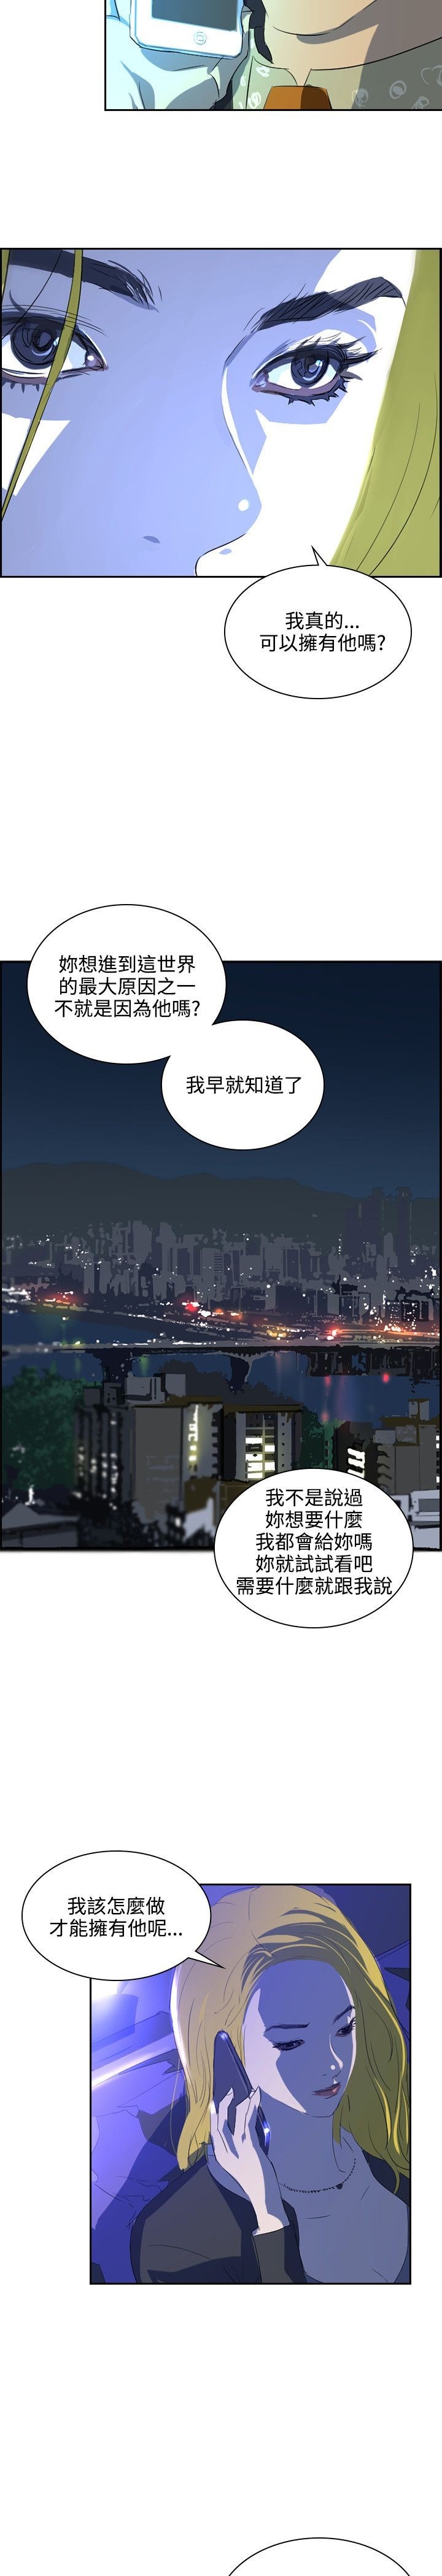 我真的...
可以擁有他嗎?
妳想進到這世界
的最大原因之一
不就是因為他嗎?
我早就知道了
我不是說過
妳想要什麼
我都會給妳嗎
妳就試試看吧
需要什麼就跟我說
我該怎麼做
才能擁有他呢...